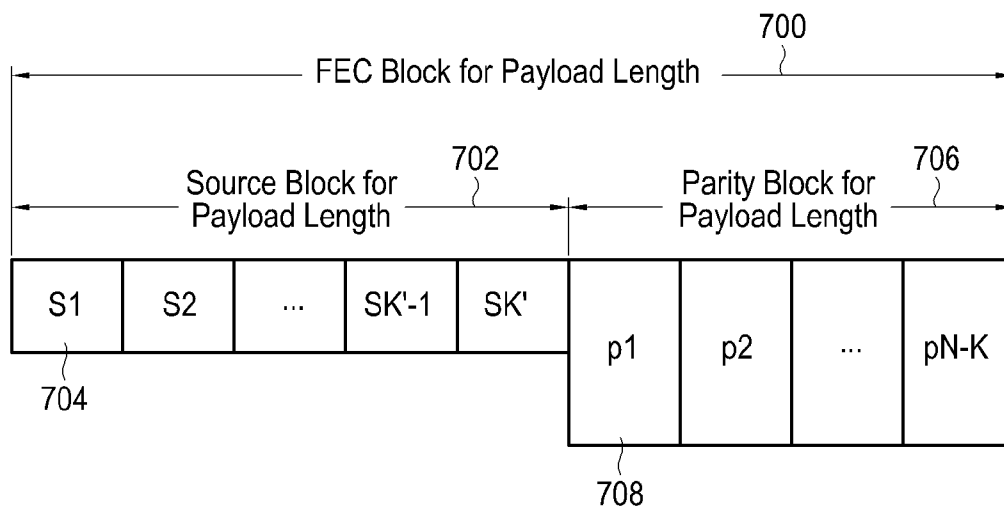 700
FEC Block for Payload Length
702
706
Source Block for
Payload Length
Parity Block for
Payload Length
S1 S2 ... SK'-1 SK'
p1 p2 ... pN-K
704
708